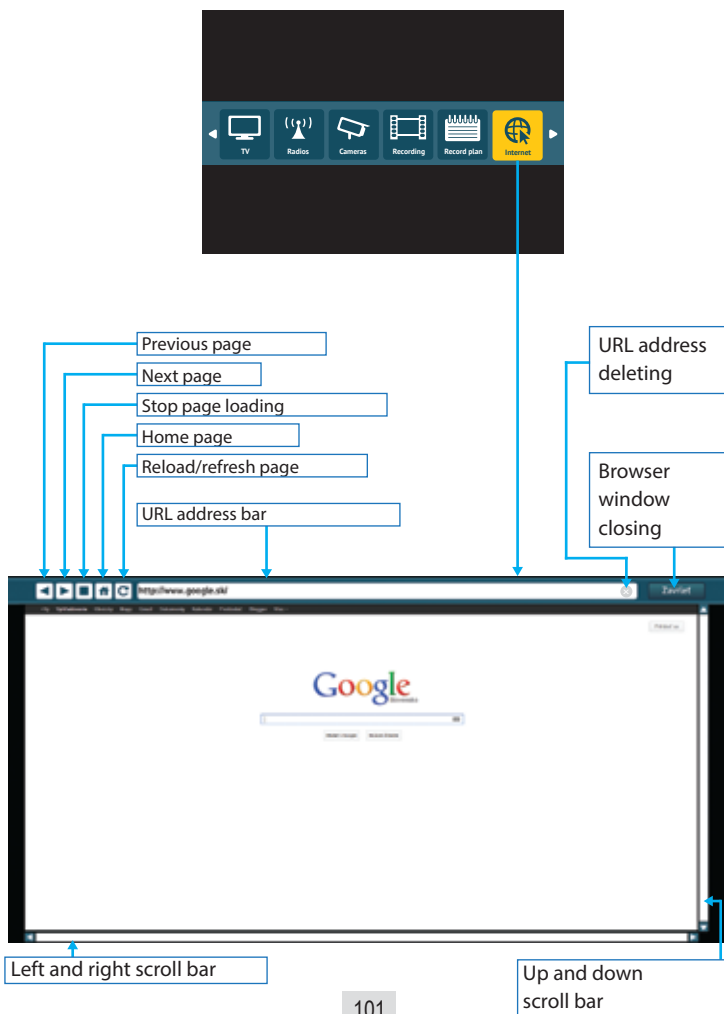 TV Radios Cameras Recording Record plan Internet
Previous page
Next page
Stop page loading
Home page
Reload/refresh page
URL address bar
URL address
deleting
Browser
window
closing
http://www.google.sk/
Zavrieť
Google
Left and right scroll bar
Up and down
scroll bar
101